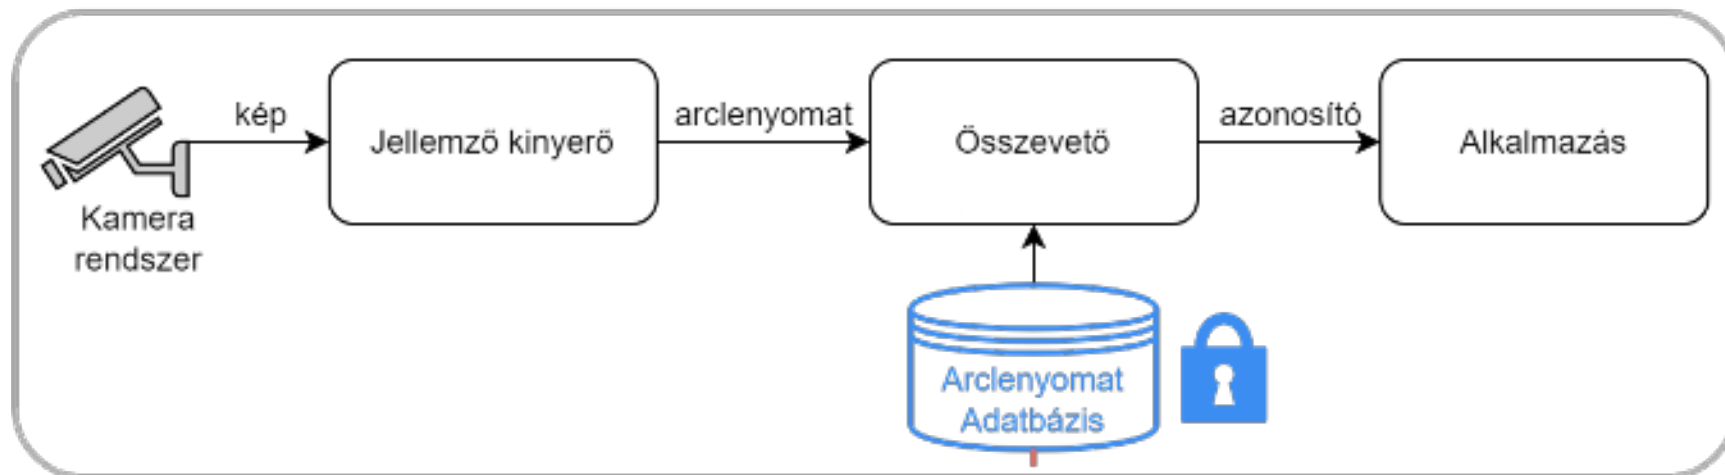 kép
arclenyomat
azonosító
Jellemző kinyerő
Összevető
Alkalmazás
Kamera
rendszer
Arclenyomat
Adatbázis